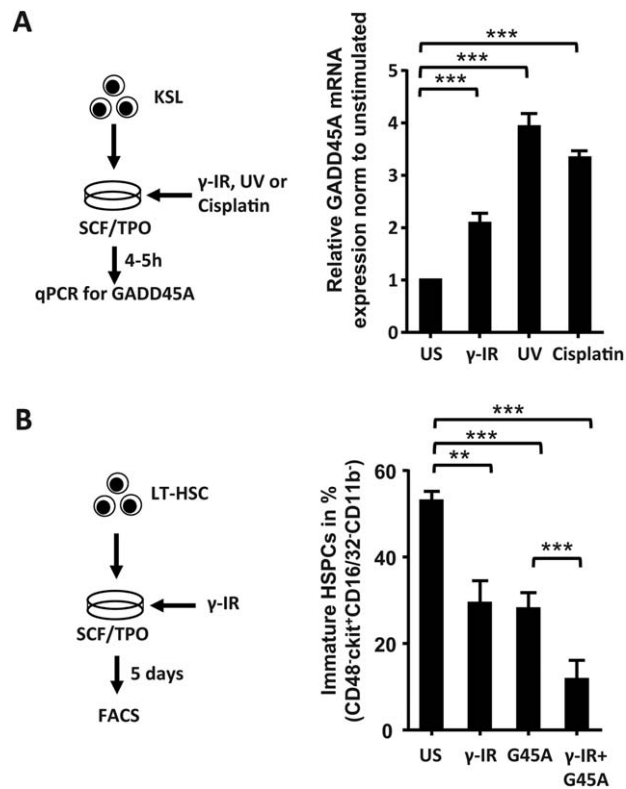 A
KSL
γ-IR, UV or
Cisplatin
SCF/TPO
4-5h
qPCR for GADD45A
Relative GADD45A mRNA
expression norm to unstimulated
***
***
***
5
4
3
2
1
0
US γ-IR UV Cisplatin
B
LT-HSC
γ-IR
SCF/TPO
5 days
FACS
Immature HSPCs in %
(CD48⁻ckit⁺CD16/32⁻CD11b⁻)
***
***
**
***
60
40
20
0
US γ-IR G45A γ-IR+
G45A